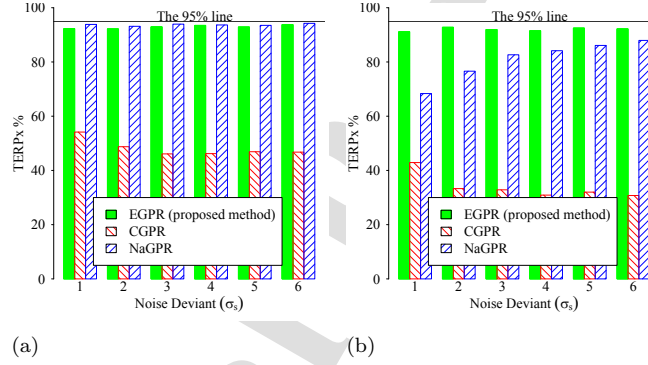 The 95% line
100
80
60
40
20
0
TERPx %
EGPR (proposed method)
CGPR
NaGPR
1 2 3 4 5 6
Noise Deviant (σs)
(a)
The 95% line
100
80
60
40
20
0
TERPx %
EGPR (proposed method)
CGPR
NaGPR
1 2 3 4 5 6
Noise Deviant (σs)
(b)